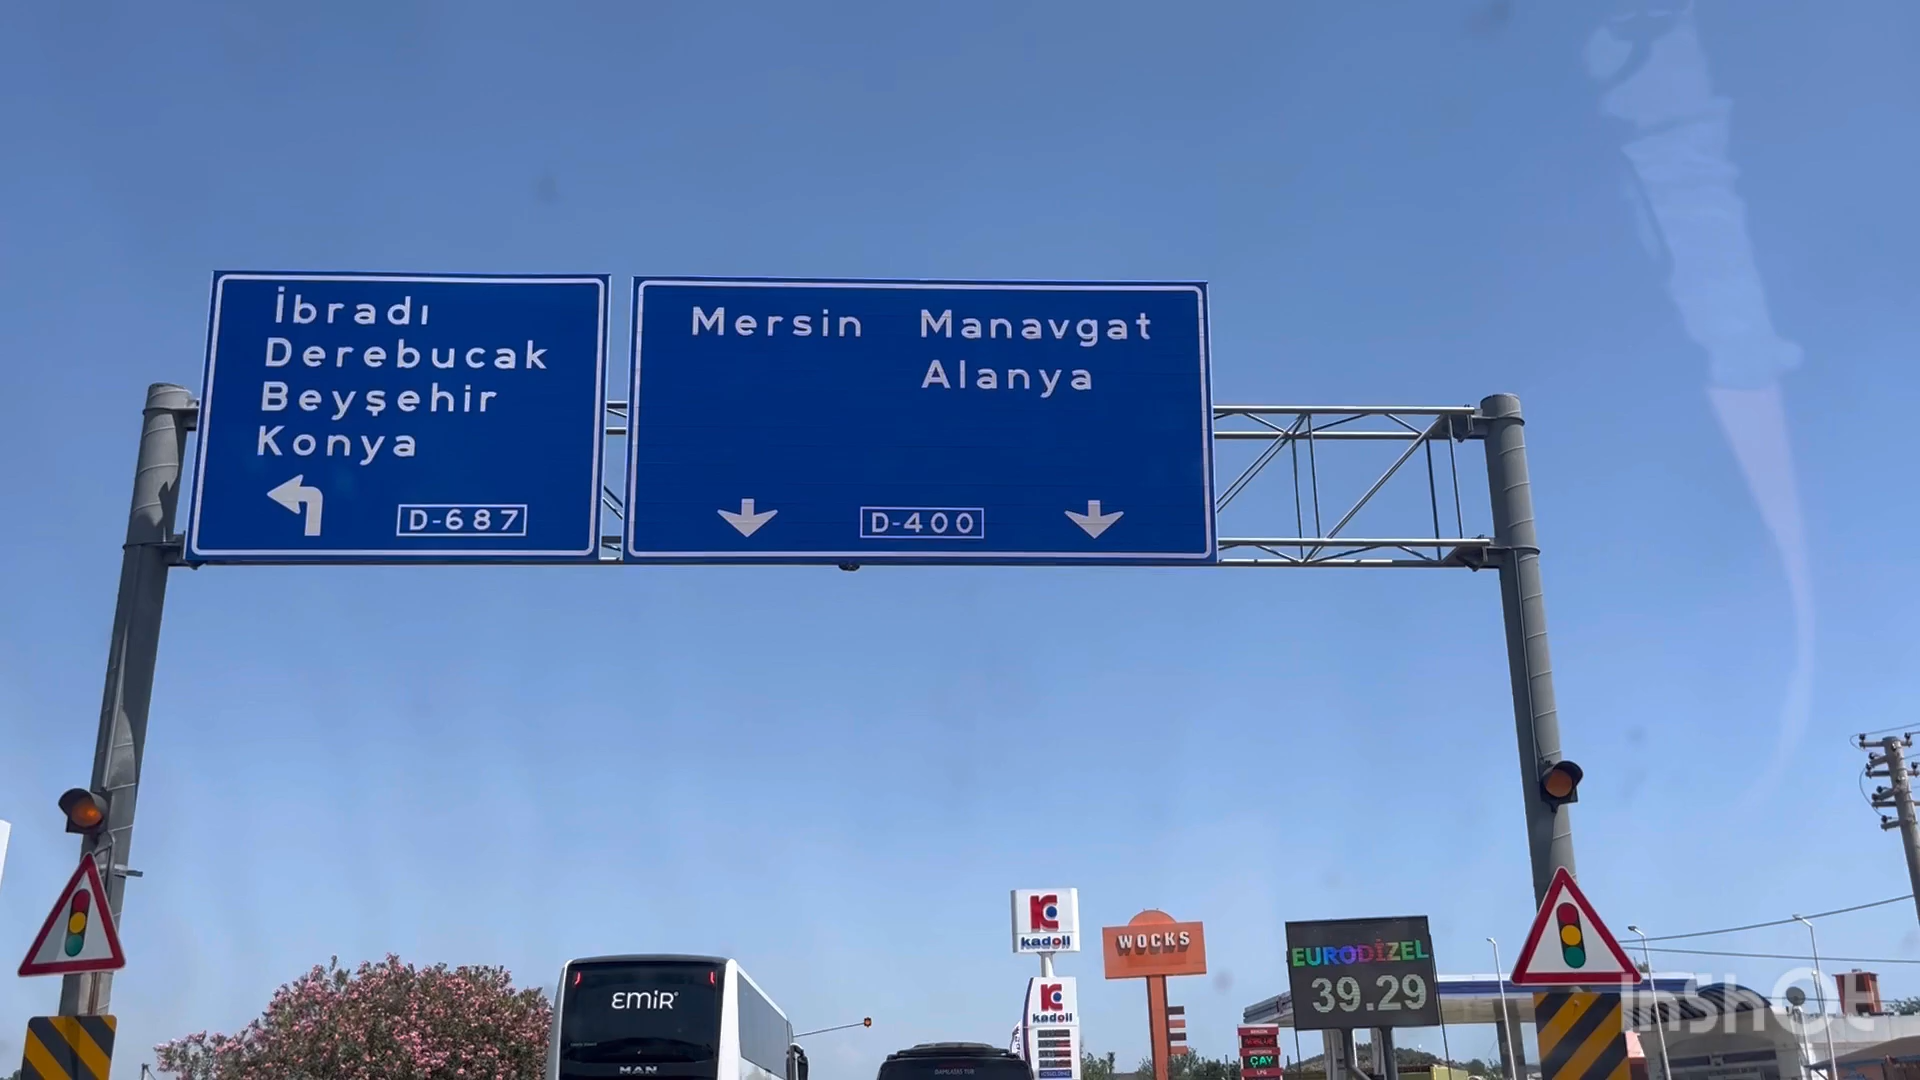 İbradı
Derebucak
Beyşehir
Konya
D-687
Mersin
Manavgat
Alanya
D-400
EMİR
MAN
kadoil
kadoil
WOCKS
EURODİZEL
39.29
ÇAY
InShOt